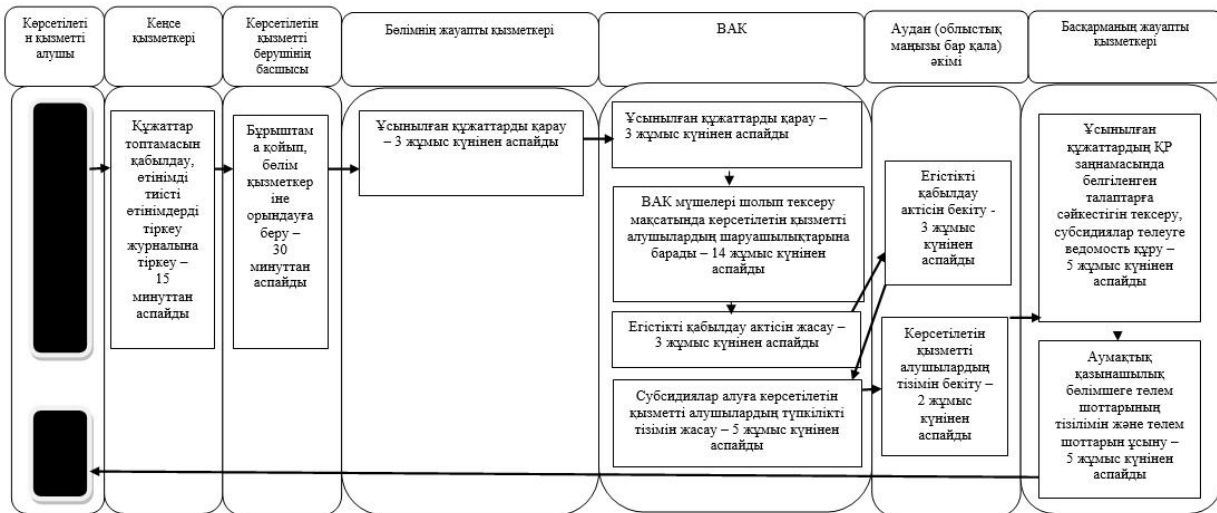 Көрсетілеті
н қызметті
алушы
Кеңсе
қызметкері
Көрсетілетін
қызметті
берушінің
басшысы
Бөлімнің жауапты қызметкері
ВАК
Аудан (облыстық
маңызы бар қала)
әкімі
Басқарманың жауапты
қызметкері
Құжаттар
топтамасын
қабылдау,
өтінімді
тиісті
өтінімдерді
тіркеу
журналына
тіркеу –
15
минуттан
аспайды
Бұрыштам
а қойып,
бөлім
қызметкер
іне
орындауға
беру –
30
минуттан
аспайды
Ұсынылған құжаттарды қарау
– 3 жұмыс күнінен аспайды
Ұсынылған құжаттарды қарау –
3 жұмыс күнінен аспайды
ВАК мүшелері шолып тексеру
мақсатында көрсетілетін қызметті
алушылардың шаруашылықтарына
барады – 14 жұмыс күнінен
аспайды
Егістікті қабылдау актісін жасау –
3 жұмыс күнінен аспайды
Субсидиялар алуға көрсетілетін
қызметті алушылардың түпкілікті
тізімін жасау – 5 жұмыс күнінен
аспайды
Егістікті
қабылдау
актісін бекіту -
3 жұмыс
күнінен
аспайды
Көрсетілетін
қызметті
алушылардың
тізімін бекіту –
2 жұмыс
күнінен
аспайды
Ұсынылған
құжаттардың ҚР
заңнамасында
белгіленген
талаптарға
сәйкестігін тексеру,
субсидиялар төлеуге
ведомость құру –
5 жұмыс күнінен
аспайды
Аумақтық
қазынашылық
бөлімшеге төлем
шоттарының
тізілімін және төлем
шоттарын ұсыну –
5 жұмыс күнінен
аспайды